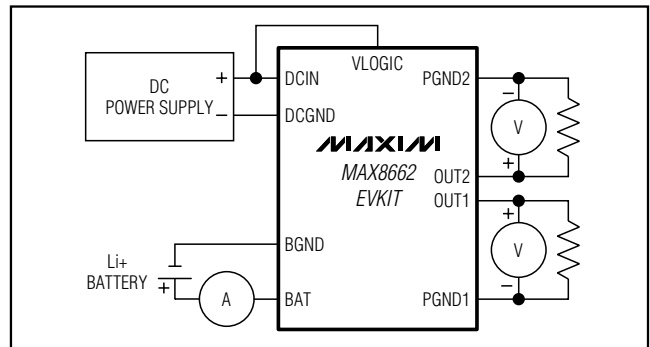 VLOGIC
DC
POWER SUPPLY
+
−
DCIN
DCGND
PGND2
−
V
+
MAXIM
MAX8662
EVKIT
OUT2
OUT1
+
V
−
PGND1
BGND
Li+
BATTERY
+
A
BAT